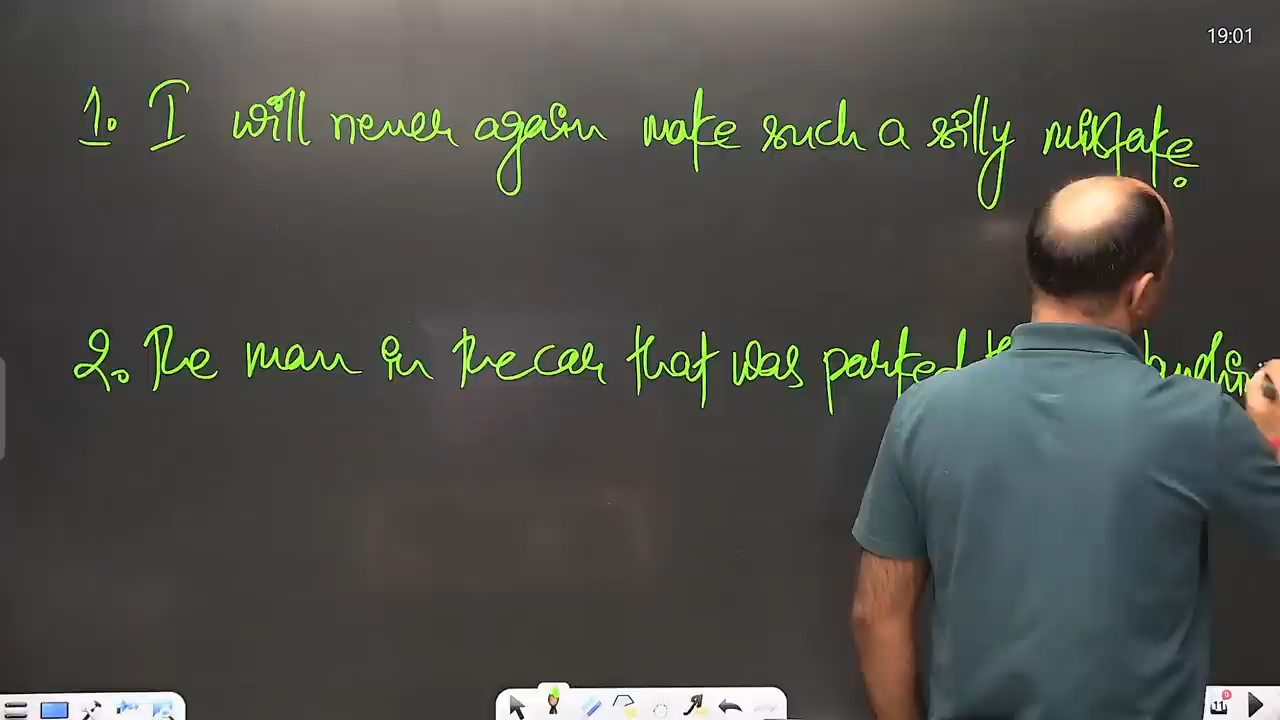 19:01
1. I will never again make such a silly mistake.
2. The man in the car that was parked